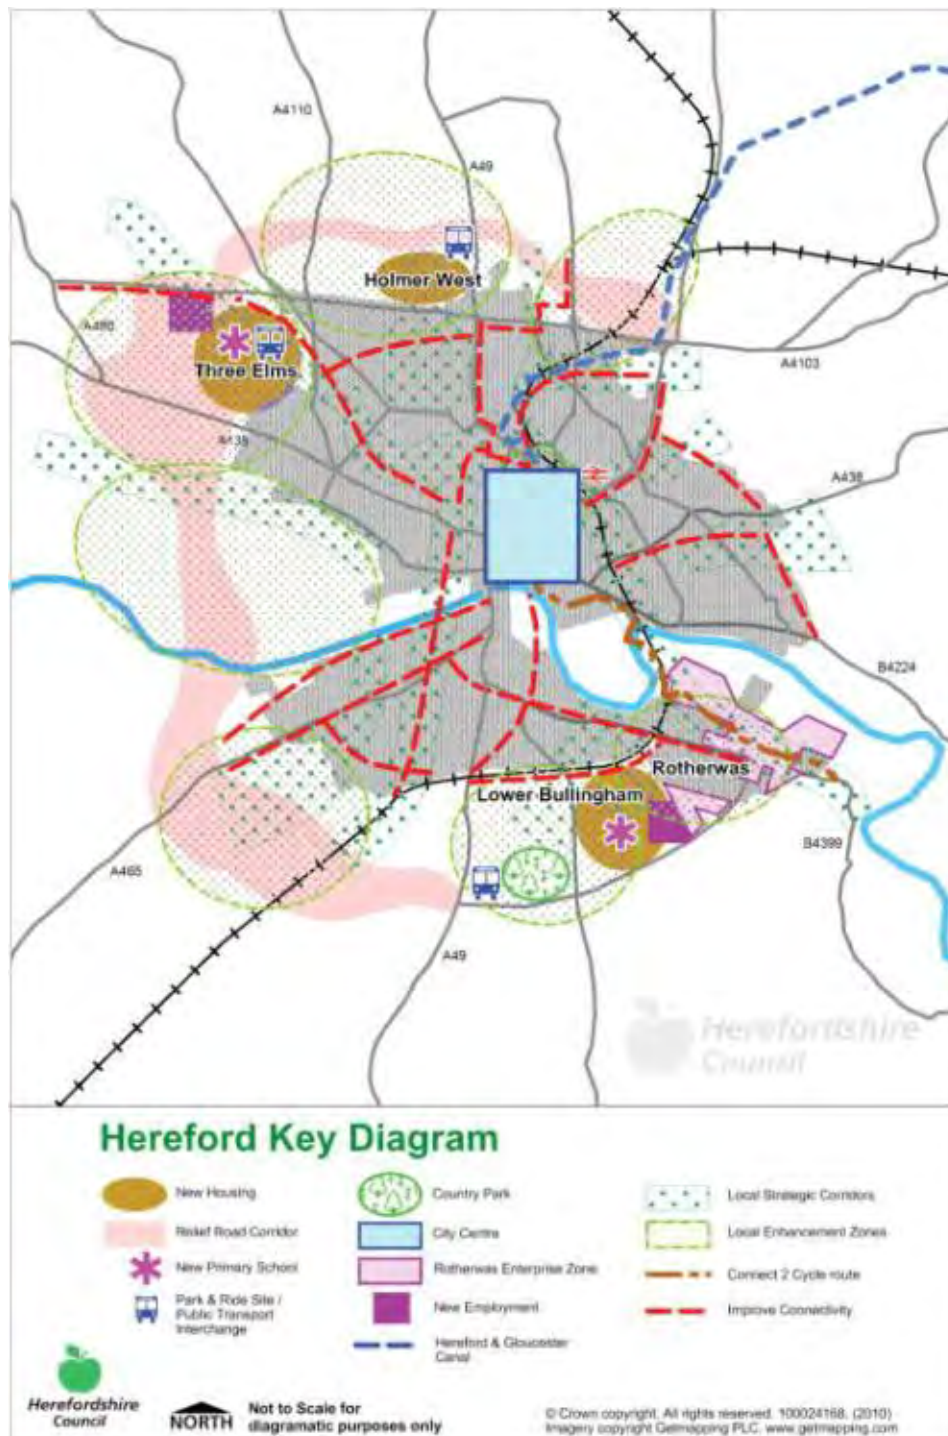 A4110
A49
Holmer West
A480
Three Elms
A4103
A438
A438
B4224
Rotherwas
Lower Bullingham
B4399
A465
A49
Herefordshire
Council
Hereford Key Diagram
New Housing
Relief Road Corridor
New Primary School
Park & Ride Site /
Public Transport
Interchange
Country Park
City Centre
Rotherwas Enterprise Zone
New Employment
Hereford & Gloucester
Canal
Local Strategic Corridors
Local Enhancement Zones
Connect 2 Cycle route
Improve Connectivity
Herefordshire
Council
NORTH
Not to Scale for
diagramatic purposes only
© Crown copyright. All rights reserved. 100024168. (2010)
Imagery copyright Getmapping PLC. www.getmapping.com